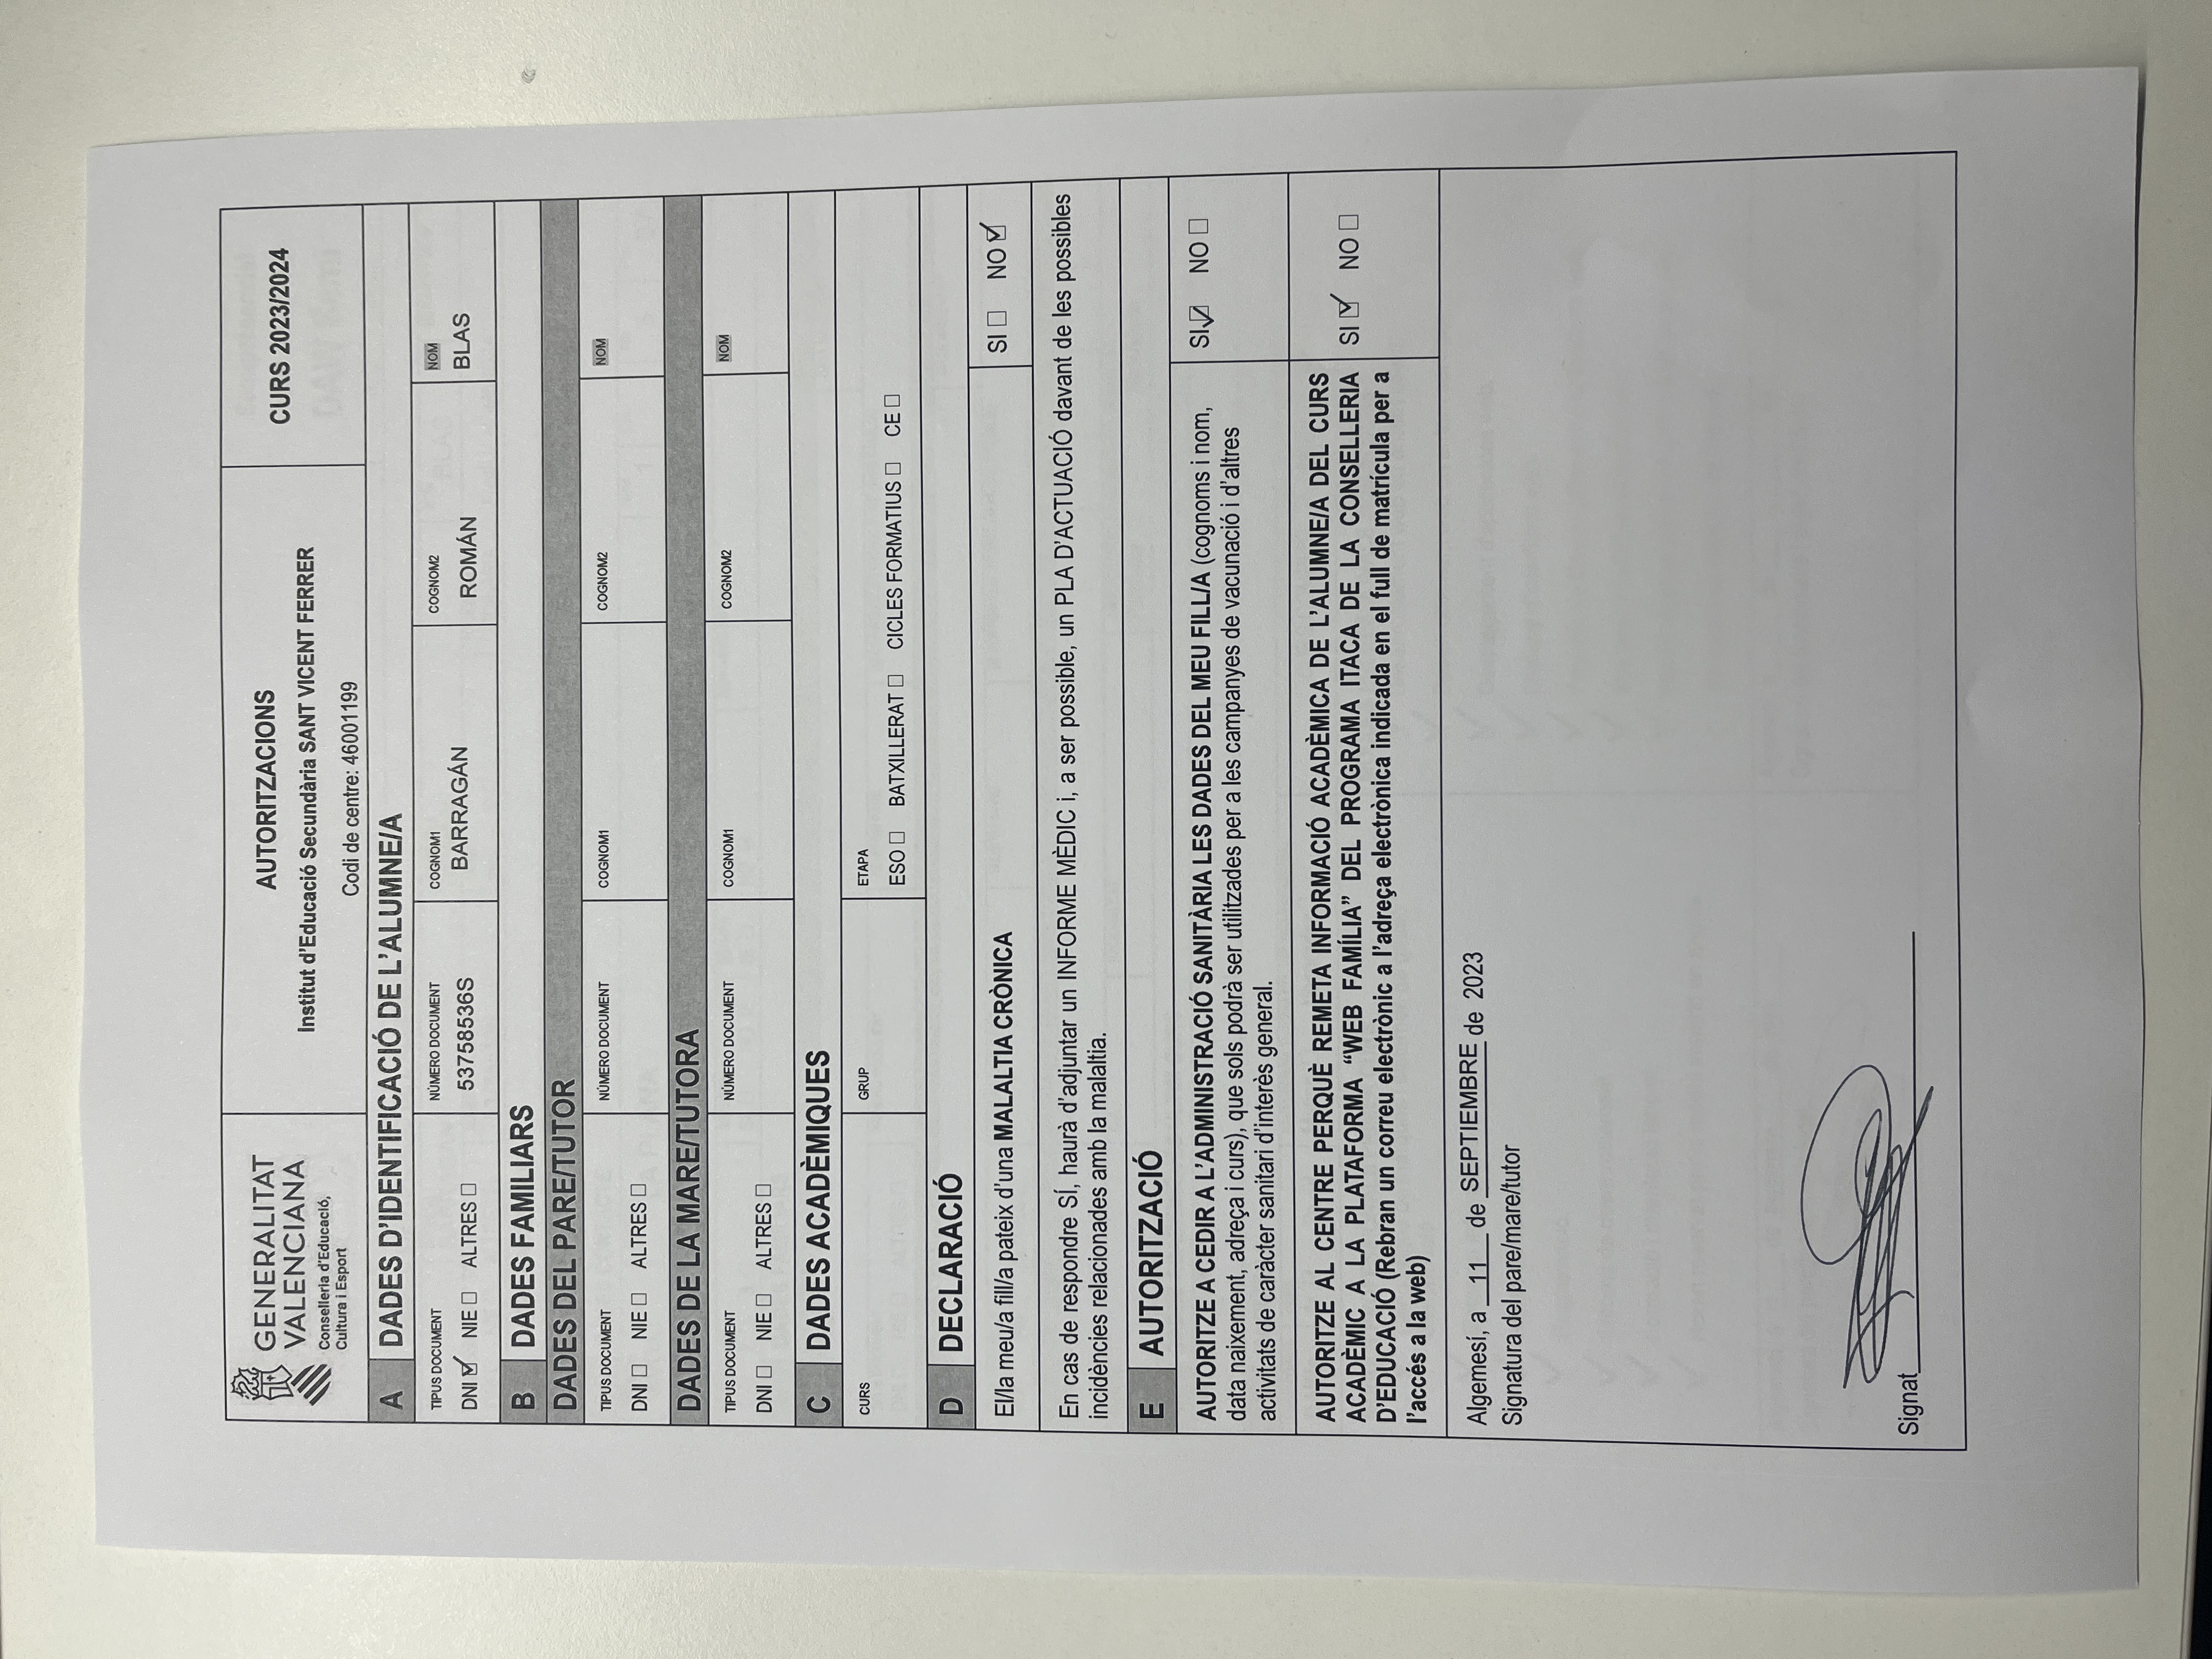 GENERALITAT
VALENCIANA
Conselleria d'Educació,
Cultura i Esport
AUTORITZACIONS
Institut d'Educació Secundària SANT VICENT FERRER
Codi de centre: 46001199
CURS 2023/2024
A DADES D'IDENTIFICACIÓ DE L'ALUMNE/A
TIPUS DOCUMENT NÚMERO DOCUMENT COGNOM1 COGNOM2 NOM
DNI ☑ NIE ☐ ALTRES ☐ 53758536S BARRAGÁN ROMÁN BLAS
B DADES FAMILIARS
DADES DEL PARE/TUTOR
TIPUS DOCUMENT NÚMERO DOCUMENT COGNOM1 COGNOM2 NOM
DNI ☐ NIE ☐ ALTRES ☐
DADES DE LA MARE/TUTORA
TIPUS DOCUMENT NÚMERO DOCUMENT COGNOM1 COGNOM2 NOM
DNI ☐ NIE ☐ ALTRES ☐
C DADES ACADÈMIQUES
CURS GRUP ETAPA
ESO ☐ BATXILLERAT ☐ CICLES FORMATIUS ☐ CE ☐
D DECLARACIÓ
El/la meu/a fill/a pateix d'una MALALTIA CRÒNICA SI ☐ NO ☑
En cas de respondre SÍ, haurà d'adjuntar un INFORME MÈDIC i, a ser possible, un PLA D'ACTUACIÓ davant de les possibles
incidències relacionades amb la malaltia.
E AUTORITZACIÓ
AUTORITZE A CEDIR A L'ADMINISTRACIÓ SANITÀRIA LES DADES DEL MEU FILL/A (cognoms i nom, SI ☑ NO ☐
data naixement, adreça i curs), que sols podrà ser utilitzades per a les campanyes de vacunació i d'altres
activitats de caràcter sanitari d'interès general.
AUTORITZE AL CENTRE PERQUÈ REMETA INFORMACIÓ ACADÈMICA DE L'ALUMNE/A DEL CURS
ACADÈMIC A LA PLATAFORMA "WEB FAMÍLIA" DEL PROGRAMA ITACA DE LA CONSELLERIA SI ☑ NO ☐
D'EDUCACIÓ (Rebran un correu electrònic a l'adreça electrònica indicada en el full de matrícula per a
l'accés a la web)
Algemesí, a 11 de SEPTIEMBRE de 2023
Signatura del pare/mare/tutor
Signat